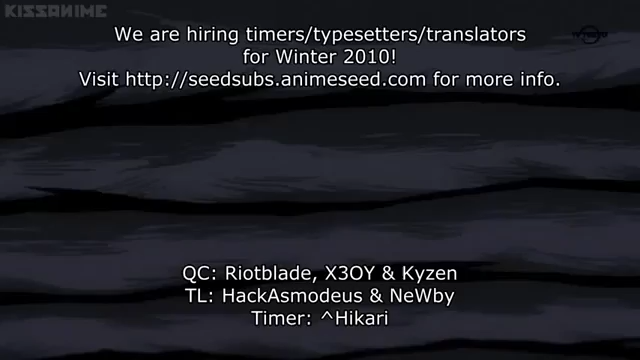 KISSANIME
We are hiring timers/typesetters/translators
for Winter 2010!
Visit http://seedsubs.animeseed.com for more info.
QC: Riotblade, X3OY & Kyzen
TL: HackAsmodeus & NeWby
Timer: ^Hikari